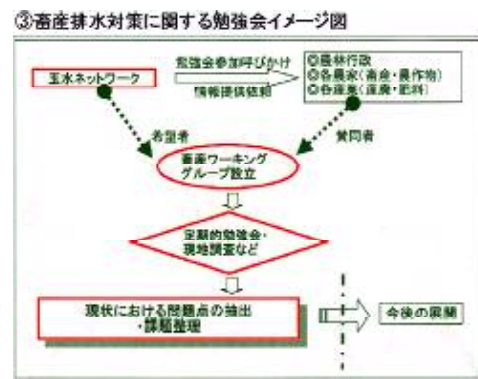 ③畜産排水対策に関する勉強会イメージ図
玉水ネットワーク
勉強会参加呼びかけ
情報提供依頼
◎農林行政
◎各農家(畜産・農作物)
◎各産業(産廃・肥料)
希望者
賛同者
畜産ワーキング
グループ設立
定期的勉強会・
現地調査など
現状における問題点の抽出
・課題整理
今後の展開